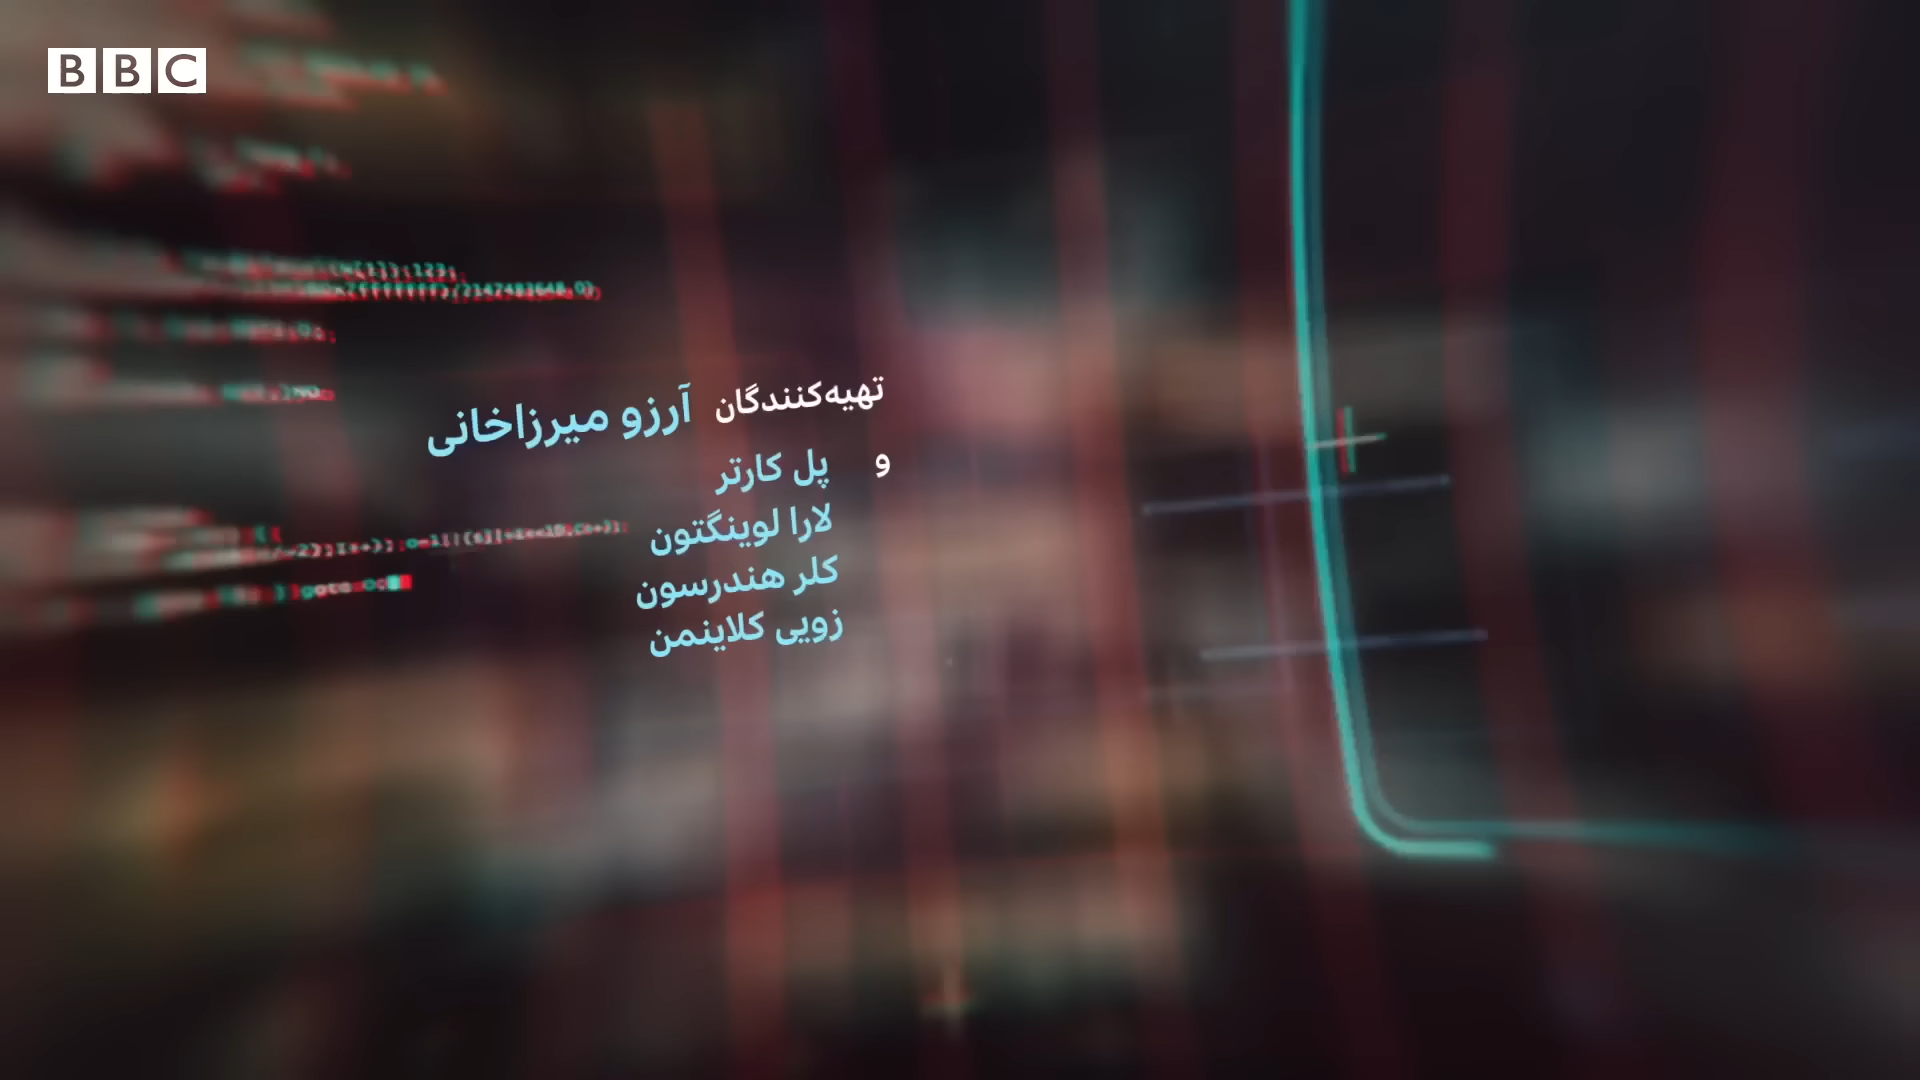 BBC
تهیه‌کنندگان آرزو میرزاخانی
و پل کارتر
لارا لوینگتون
کلر هندرسون
زویی کلاینمن